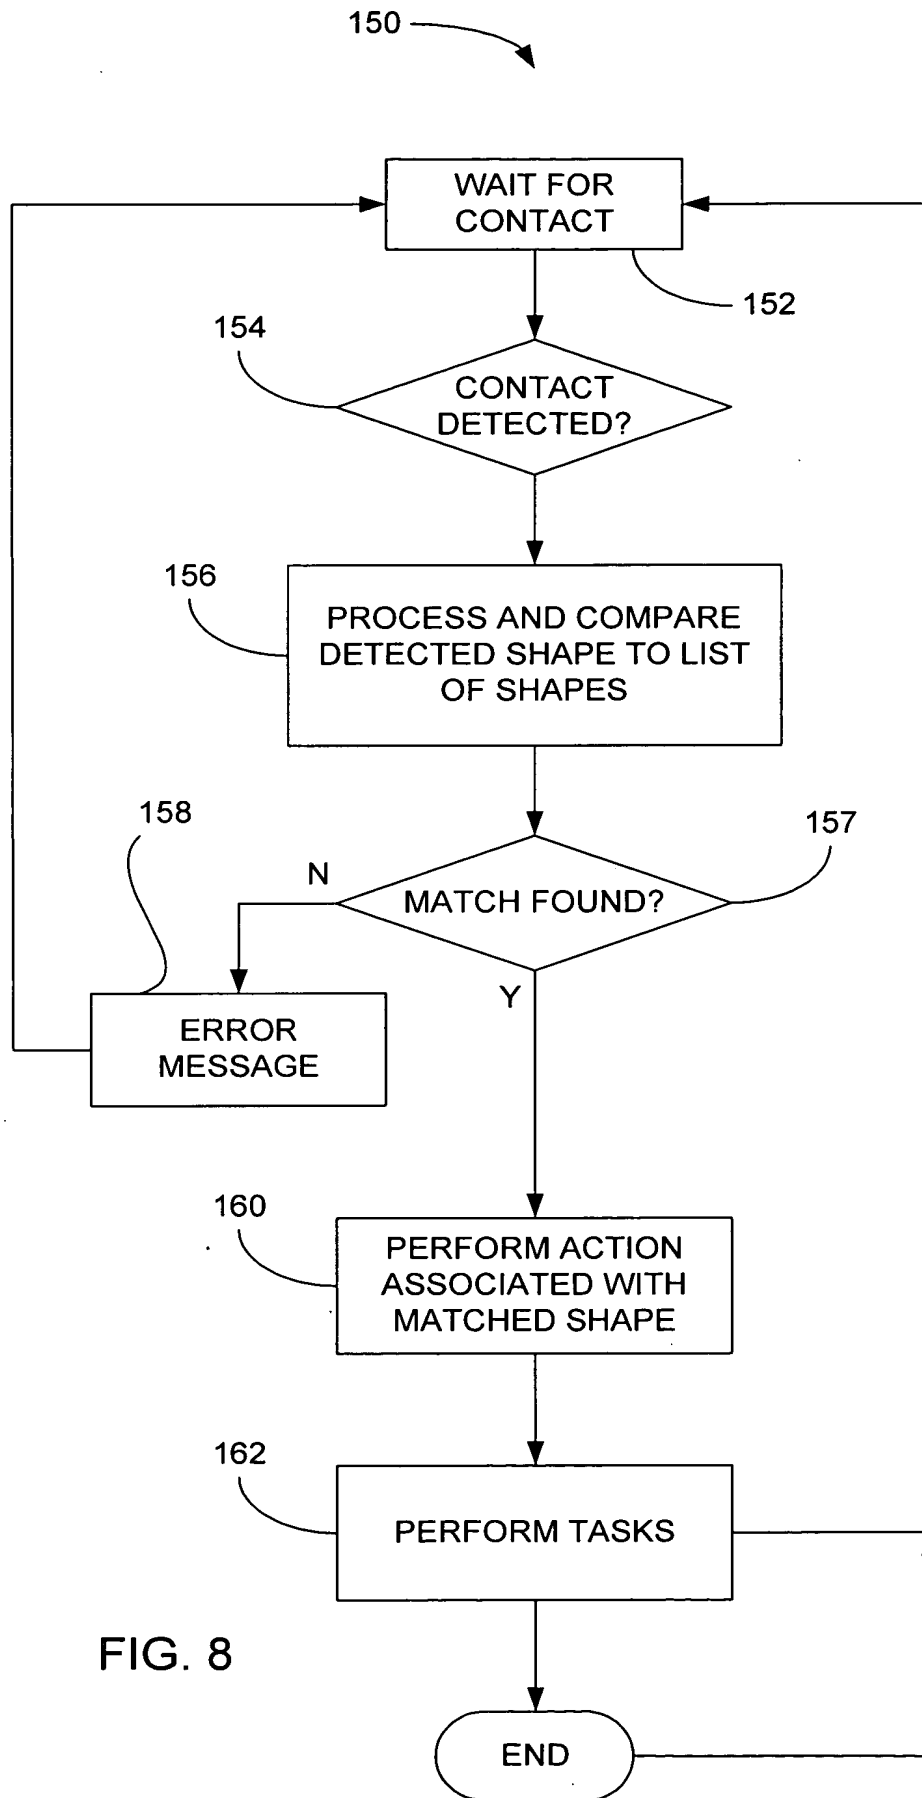 150
WAIT FOR
CONTACT
152
154
CONTACT
DETECTED?
156
PROCESS AND COMPARE
DETECTED SHAPE TO LIST
OF SHAPES
158
157
N
MATCH FOUND?
Y
ERROR
MESSAGE
160
PERFORM ACTION
ASSOCIATED WITH
MATCHED SHAPE
162
PERFORM TASKS
FIG. 8
END